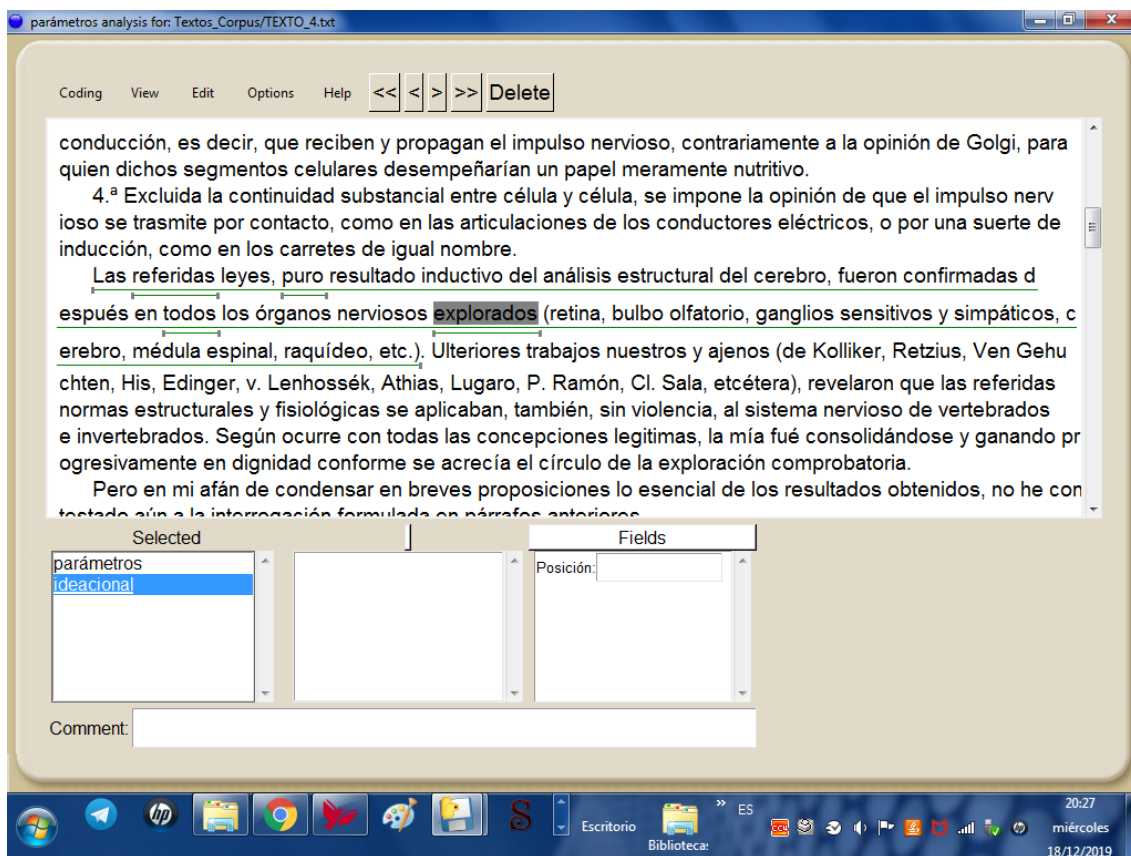 parámetros analysis for: Textos_Corpus/TEXTO_4.txt
Coding View Edit Options Help << < > >> Delete
conducción, es decir, que reciben y propagan el impulso nervioso, contrariamente a la opinión de Golgi, para
quien dichos segmentos celulares desempeñarían un papel meramente nutritivo.
4.ª Excluida la continuidad substancial entre célula y célula, se impone la opinión de que el impulso nerv
ioso se trasmite por contacto, como en las articulaciones de los conductores eléctricos, o por una suerte de
inducción, como en los carretes de igual nombre.
Las referidas leyes, puro resultado inductivo del análisis estructural del cerebro, fueron confirmadas d
espués en todos los órganos nerviosos explorados (retina, bulbo olfatorio, ganglios sensitivos y simpáticos, c
erebro, médula espinal, raquídeo, etc.). Ulteriores trabajos nuestros y ajenos (de Kolliker, Retzius, Ven Gehu
chten, His, Edinger, v. Lenhossék, Athias, Lugaro, P. Ramón, Cl. Sala, etcétera), revelaron que las referidas
normas estructurales y fisiológicas se aplicaban, también, sin violencia, al sistema nervioso de vertebrados
e invertebrados. Según ocurre con todas las concepciones legitimas, la mía fué consolidándose y ganando pr
ogresivamente en dignidad conforme se acrecía el círculo de la exploración comprobatoria.
Pero en mi afán de condensar en breves proposiciones lo esencial de los resultados obtenidos, no he con
testado aún a la interrogación formulada en párrafos anteriores
Selected
Fields
parámetros
ideacional
Posición:
Comment:
hp
S
Escritorio
Bibliotecas
»
ES
20:27
miércoles
18/12/2019